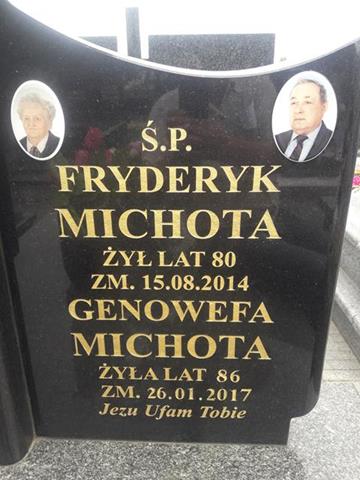 Ś.P.
FRYDERYK
MICHOTA
ŻYŁ LAT 80
ZM. 15.08.2014
GENOWEFA
MICHOTA
ŻYŁA LAT 86
ZM. 26.01.2017
Jezu Ufam Tobie